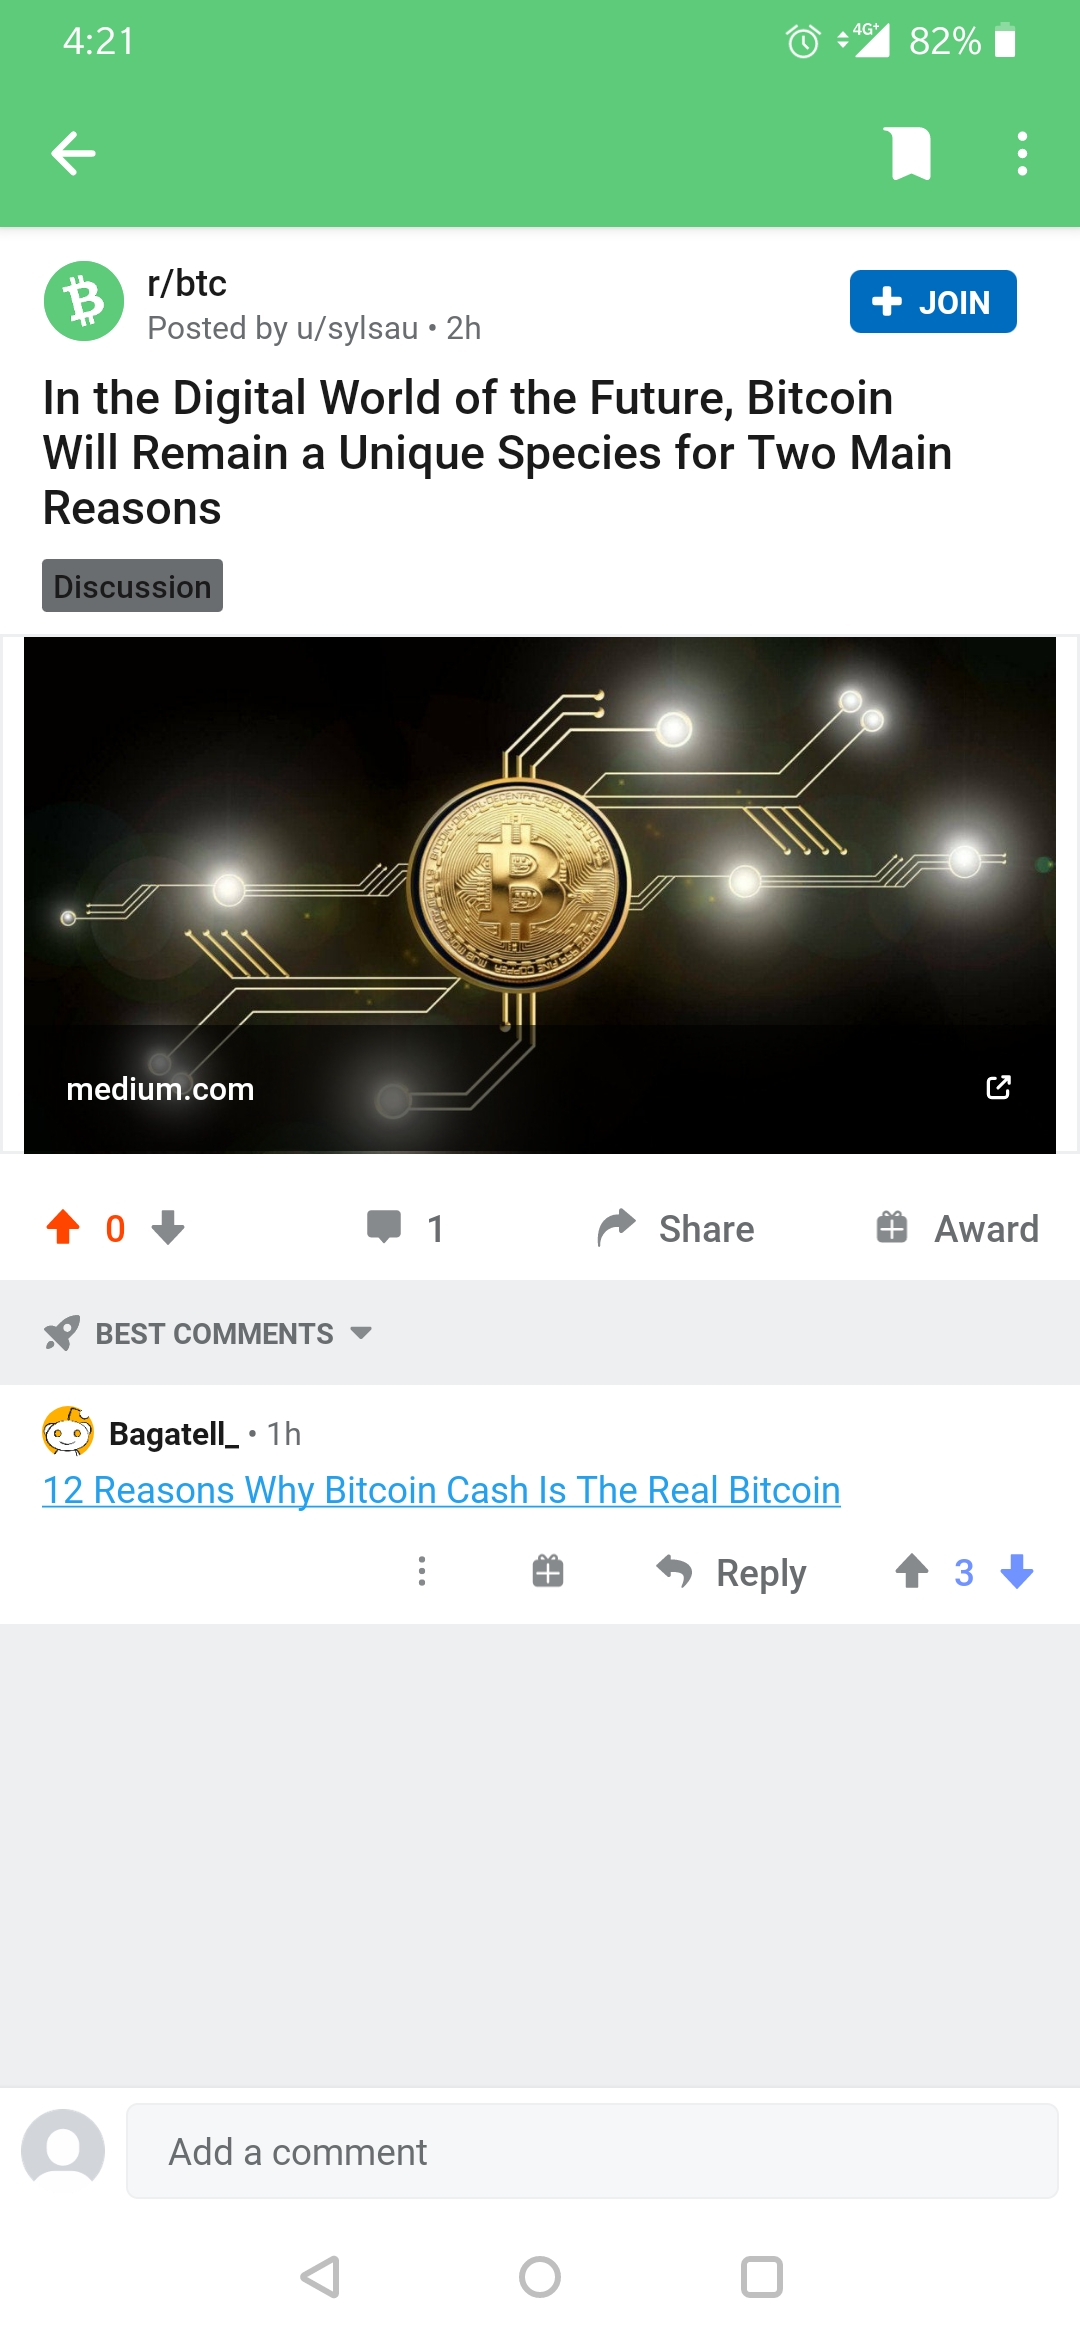 4:21
4G+ 82%
r/btc
Posted by u/sylsau • 2h
JOIN
In the Digital World of the Future, Bitcoin
Will Remain a Unique Species for Two Main
Reasons
Discussion
medium.com
0
1
Share
Award
BEST COMMENTS
Bagatell_ • 1h
12 Reasons Why Bitcoin Cash Is The Real Bitcoin
Reply
3
Add a comment